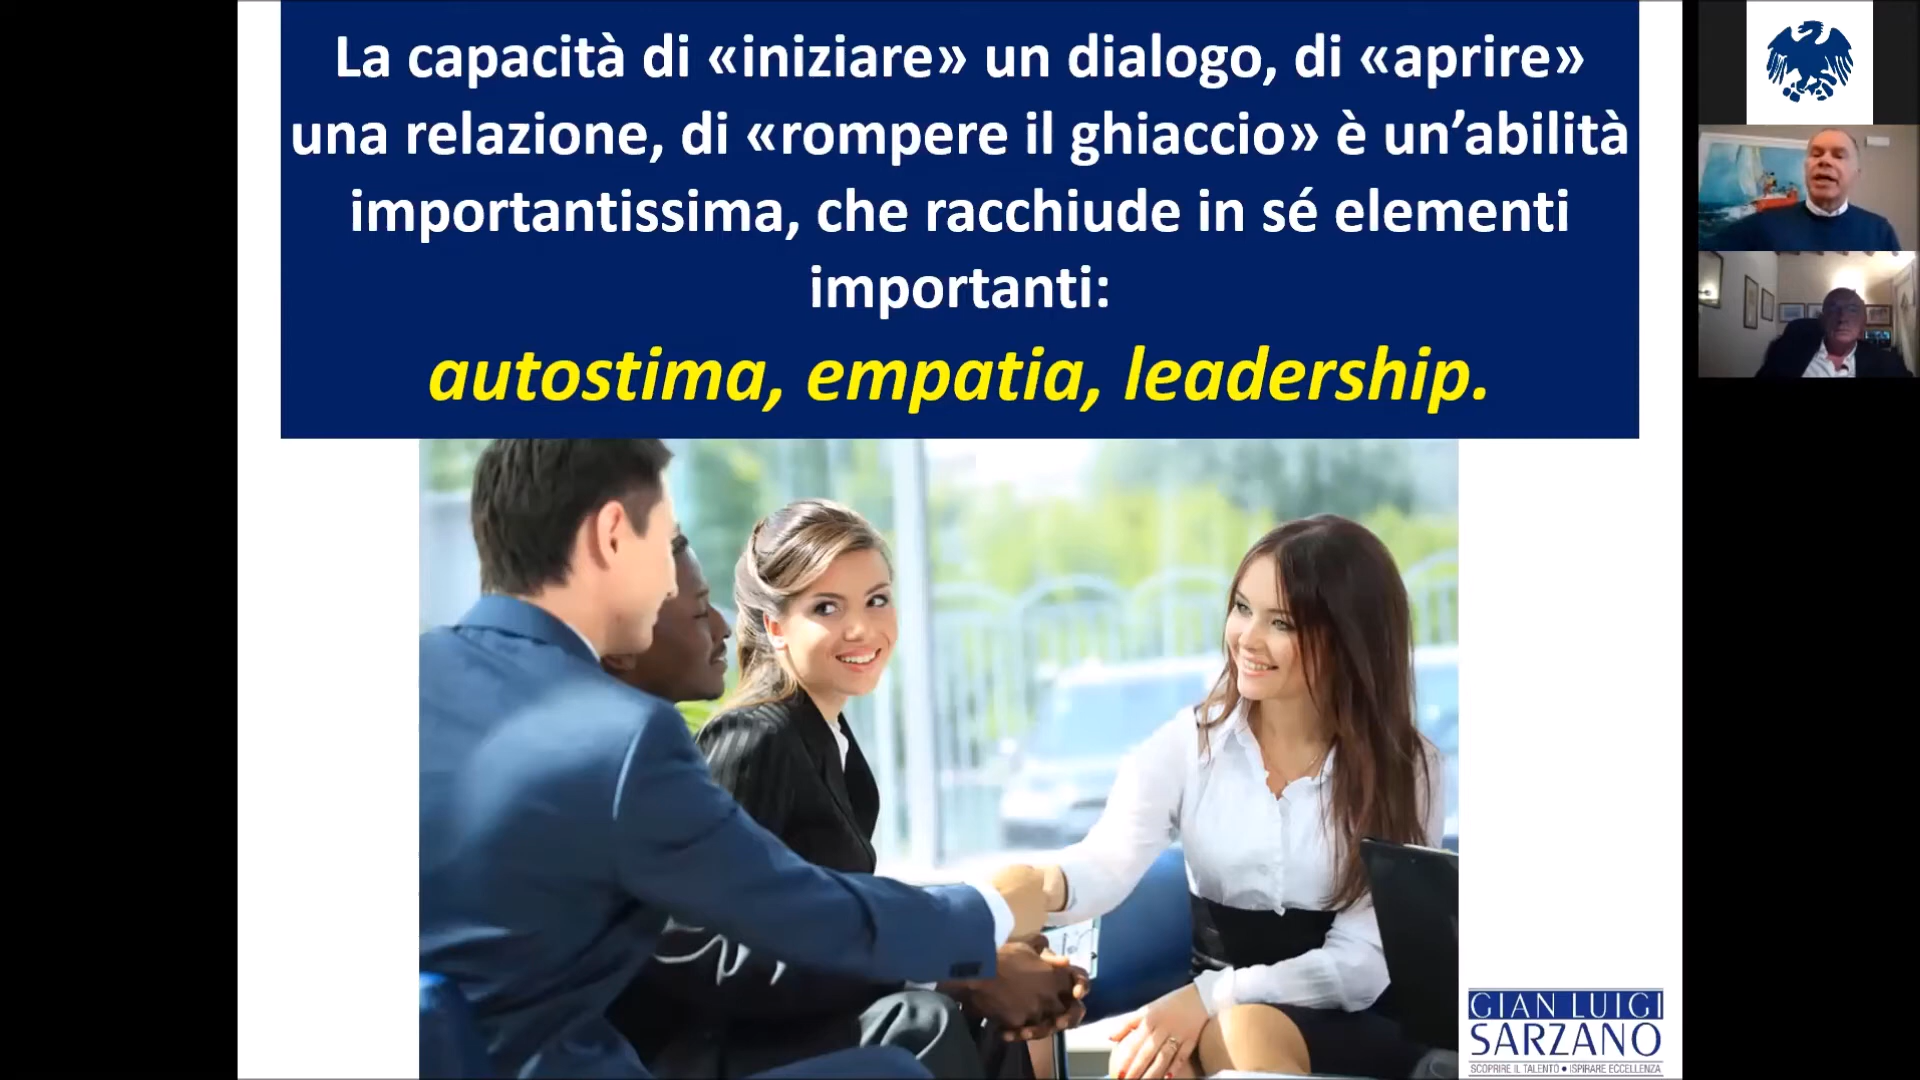 La capacità di «iniziare» un dialogo, di «aprire»
una relazione, di «rompere il ghiaccio» è un’abilità
importantissima, che racchiude in sé elementi
importanti:
autostima, empatia, leadership.
GIAN LUIGI
SARZANO
SCOPRIRE IL TALENTO • ISPIRARE ECCELLENZA